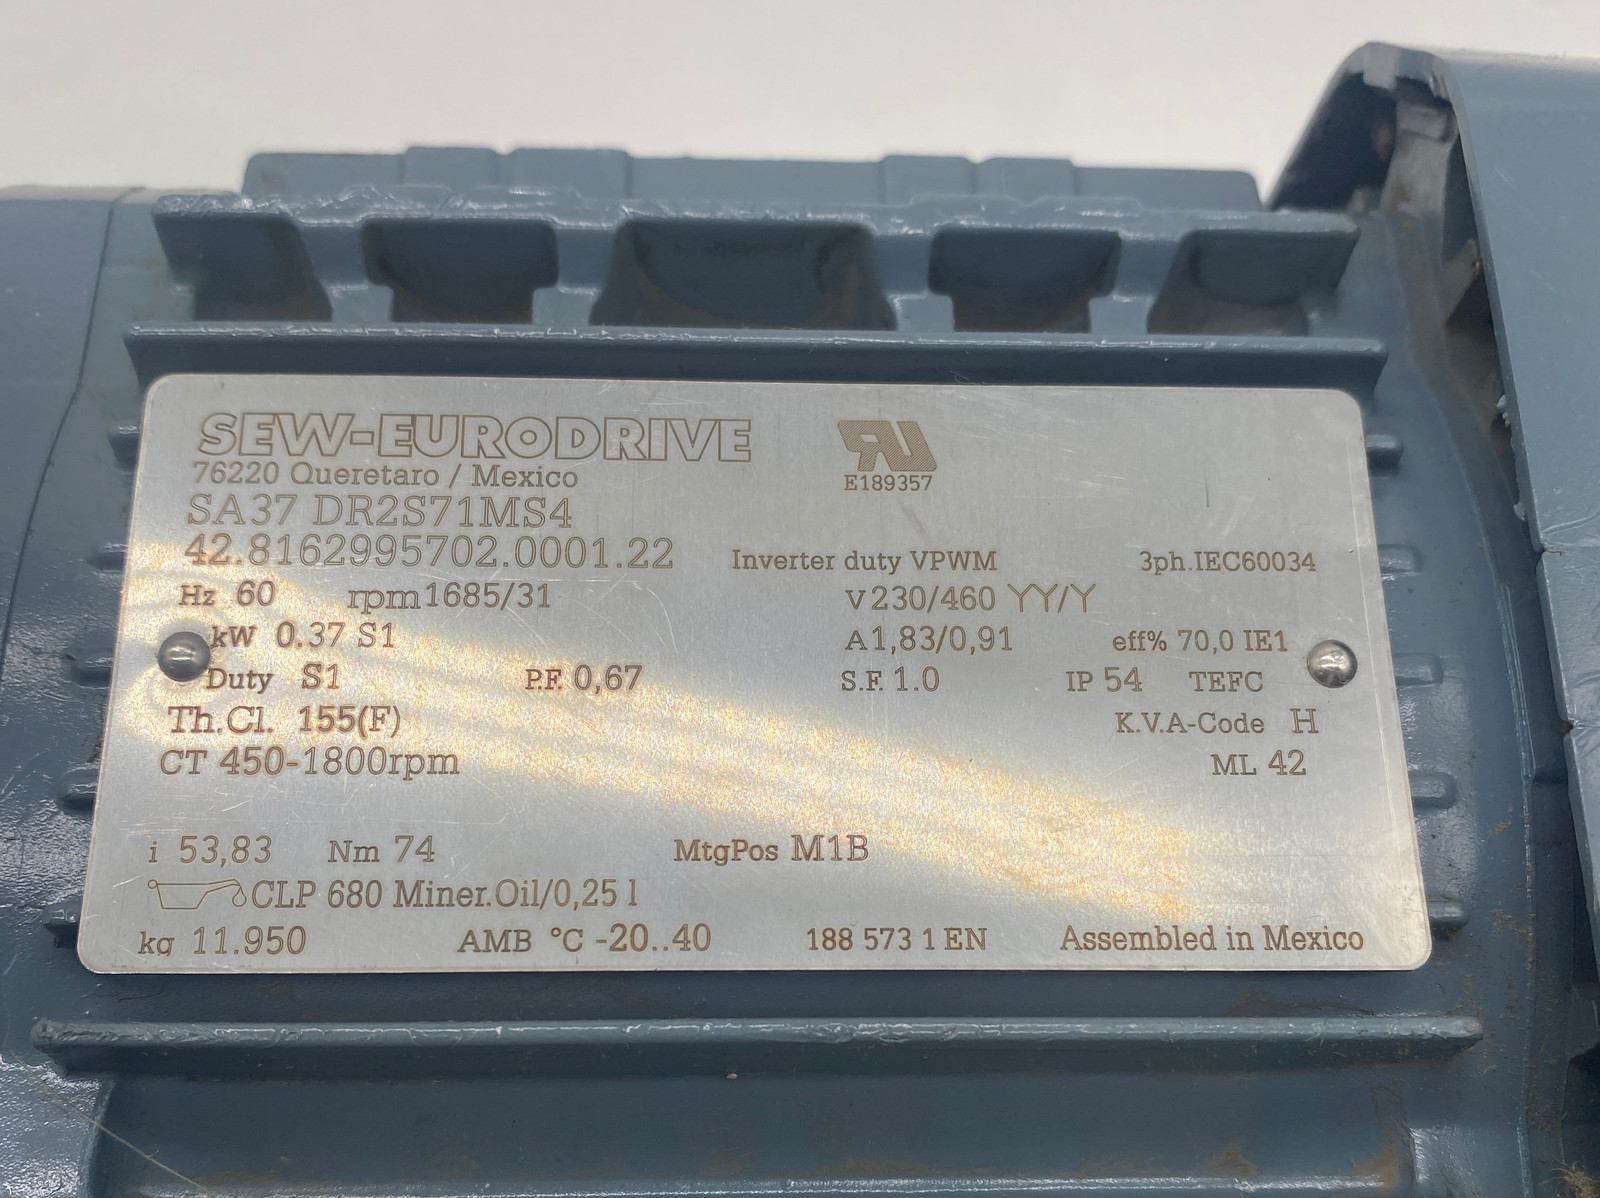 SEW-EURODRIVE
76220 Queretaro / Mexico
E189357
SA37 DR2S71MS4
42.8162995702.0001.22 Inverter duty VPWM 3ph.IEC60034
Hz 60 rpm 1685/31 V 230/460 YY/Y
kW 0.37 S1 A 1,83/0,91 eff% 70,0 IE1
Duty S1 P.F. 0,67 S.F. 1.0 IP 54 TEFC
Th.Cl. 155(F) K.V.A-Code H
CT 450-1800rpm ML 42
i 53,83 Nm 74 MtgPos M1B
CLP 680 Miner.Oil/0,25 l
kg 11.950 AMB °C -20..40 188 573 1 EN Assembled in Mexico